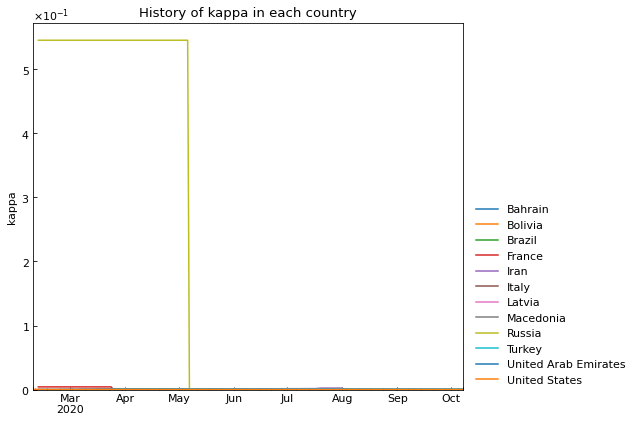 History of kappa in each country
×10⁻¹
5
4
3
2
1
0
kappa
Mar
2020
Apr
May
Jun
Jul
Aug
Sep
Oct
Bahrain
Bolivia
Brazil
France
Iran
Italy
Latvia
Macedonia
Russia
Turkey
United Arab Emirates
United States